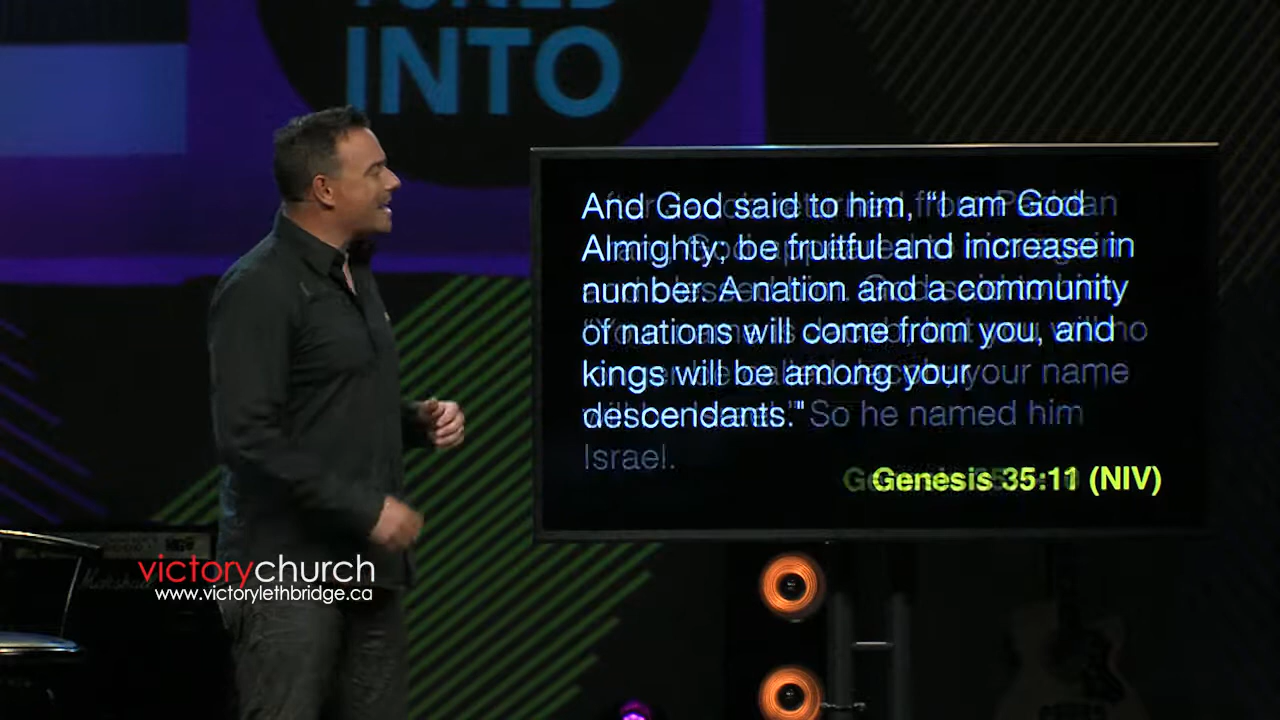 INTO
And God said to him, “I am God
Almighty; be fruitful and increase in
number. A nation and a community
of nations will come from you, and
kings will be among your
descendants." So he named him
Israel.
Genesis 35:11 (NIV)
Marshall
victorychurch
www.victorylethbridge.ca